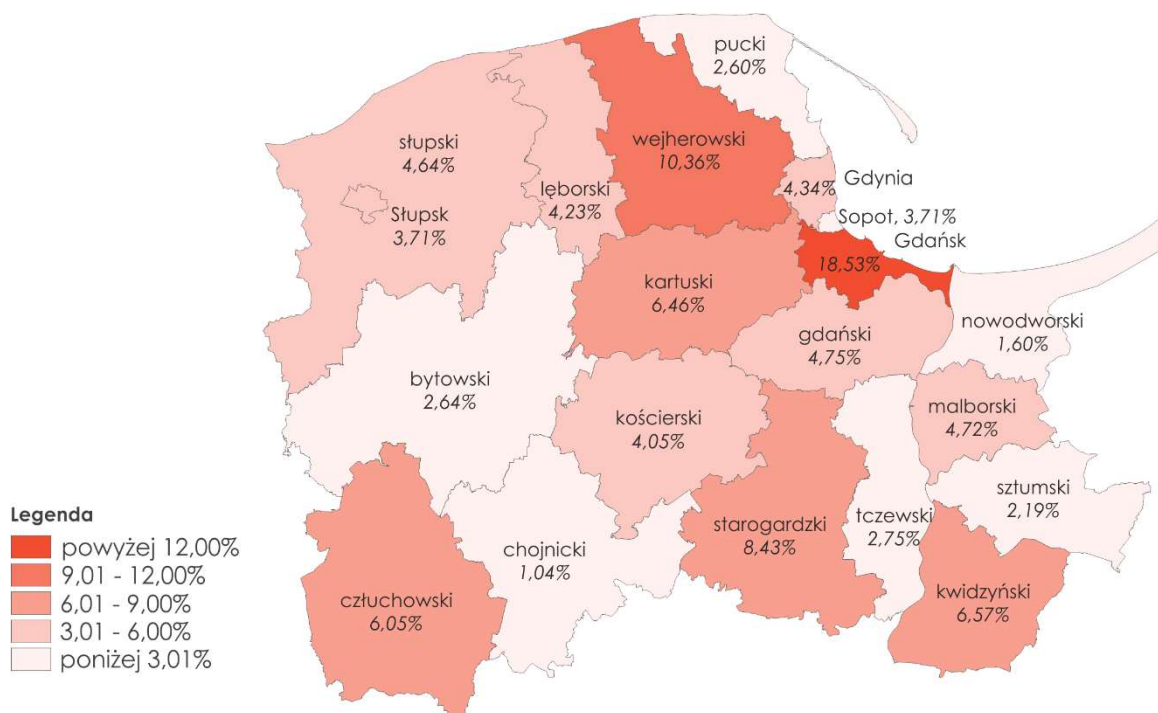 pucki
2,60%
słupski
4,64%
wejherowski
10,36%
lęborski
4,23%
4,34%
Gdynia
Sopot, 3,71%
Gdańsk
18,53%
Słupsk
3,71%
kartuski
6,46%
gdański
4,75%
nowodworski
1,60%
bytowski
2,64%
kościerski
4,05%
malborski
4,72%
sztumski
2,19%
starogardzki
8,43%
tczewski
2,75%
chojnicki
1,04%
człuchowski
6,05%
kwidzyński
6,57%
Legenda
powyżej 12,00%
9,01 - 12,00%
6,01 - 9,00%
3,01 - 6,00%
poniżej 3,01%